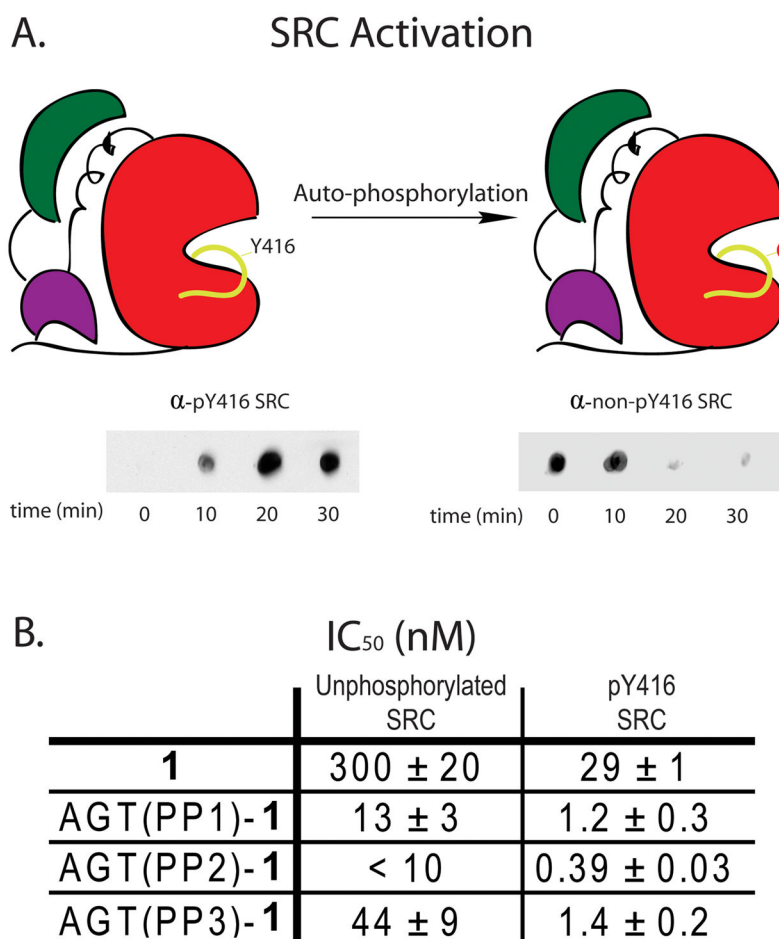 A. SRC Activation
Auto-phosphorylation
Y416
α-pY416 SRC
α-non-pY416 SRC
time (min) 0 10 20 30
time (min) 0 10 20 30
B. IC50 (nM)
Unphosphorylated SRC pY416 SRC
1 300 ± 20 29 ± 1
AGT(PP1)-1 13 ± 3 1.2 ± 0.3
AGT(PP2)-1 < 10 0.39 ± 0.03
AGT(PP3)-1 44 ± 9 1.4 ± 0.2